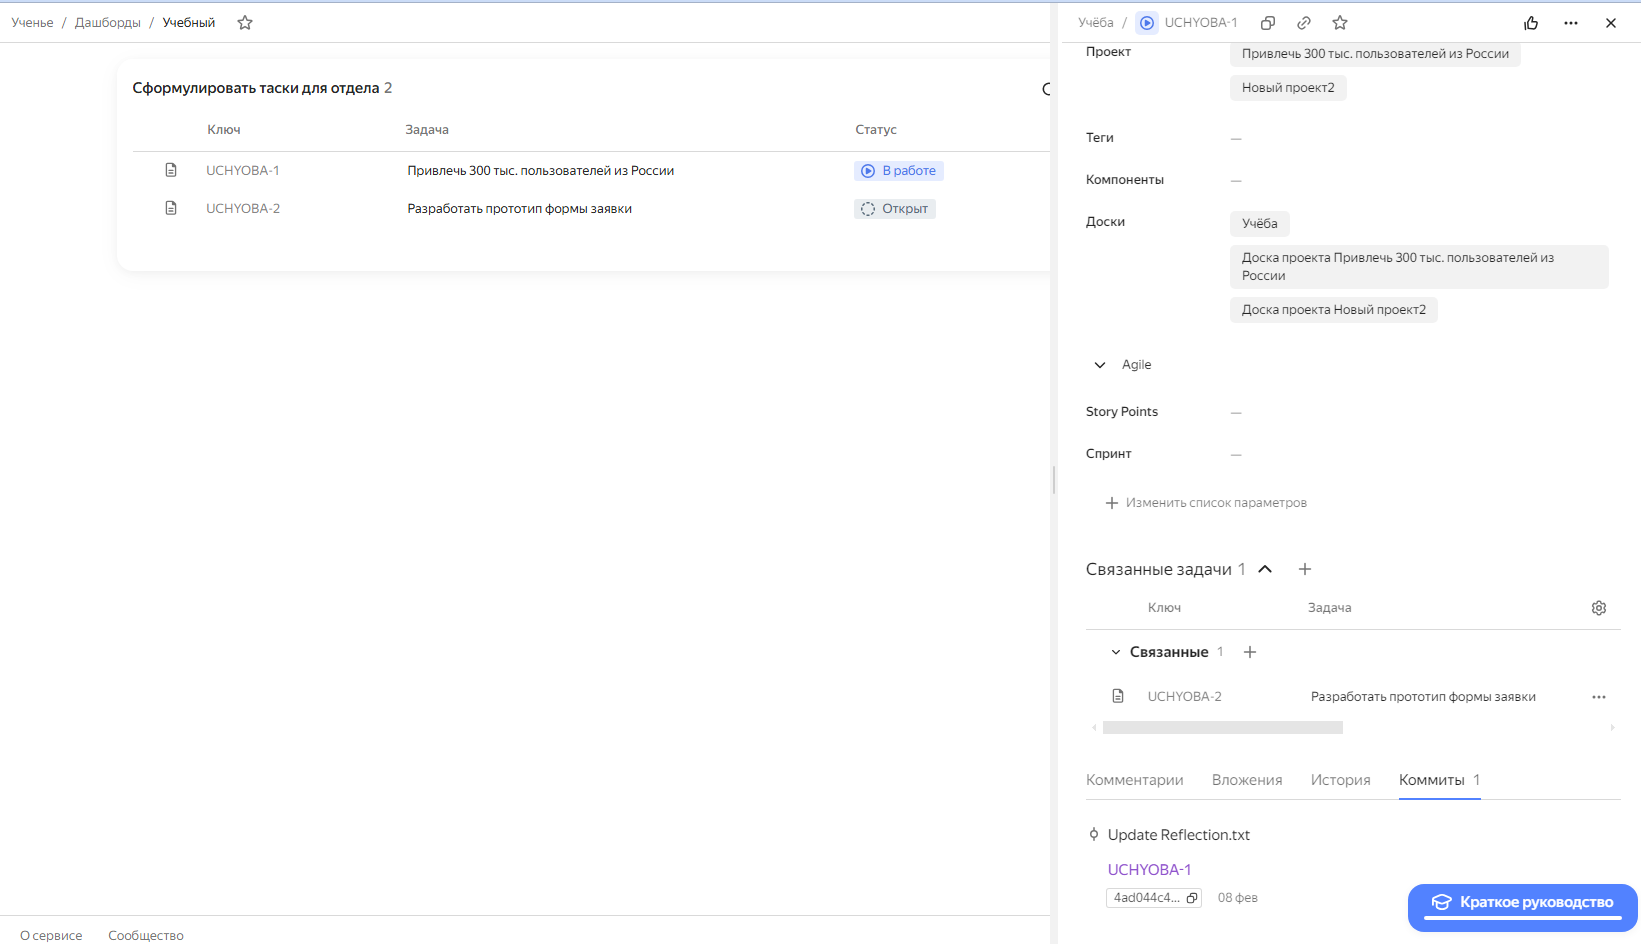 Ученье / Дашборды / Учебный
Сформулировать таски для отдела 2
Ключ Задача Статус
UCHYOBA-1 Привлечь 300 тыс. пользователей из России В работе
UCHYOBA-2 Разработать прототип формы заявки Открыт
О сервисе Сообщество
Учёба / UCHYOBA-1
Проект Привлечь 300 тыс. пользователей из России
Новый проект2
Теги —
Компоненты —
Доски Учёба
Доска проекта Привлечь 300 тыс. пользователей из
России
Доска проекта Новый проект2
Agile
Story Points —
Спринт —
Изменить список параметров
Связанные задачи 1
Ключ Задача
Связанные 1
UCHYOBA-2 Разработать прототип формы заявки
Комментарии Вложения История Коммиты 1
Update Reflection.txt
UCHYOBA-1
4ad044c4... 08 фев
Краткое руководство